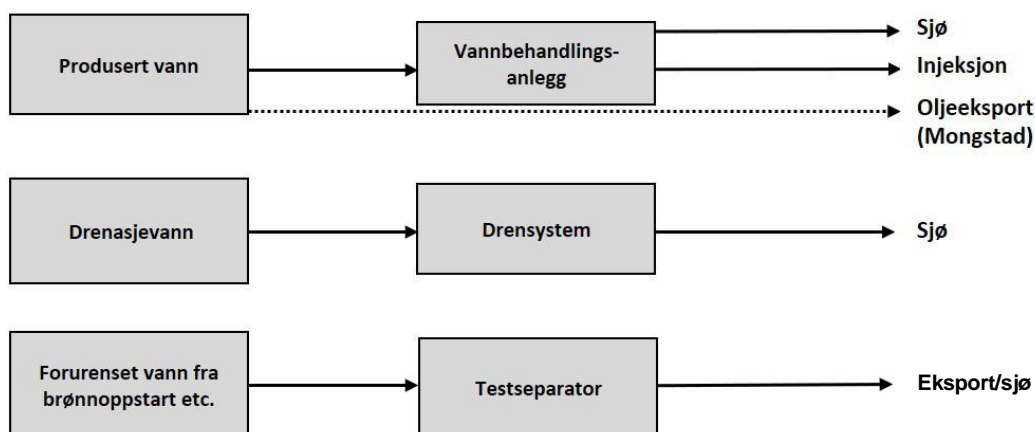 Produsert vann
Vannbehandlings-
anlegg
Sjø
Injeksjon
Oljeeksport
(Mongstad)
Drenasjevann
Drensystem
Sjø
Forurenset vann fra
brønnoppstart etc.
Testseparator
Eksport/sjø